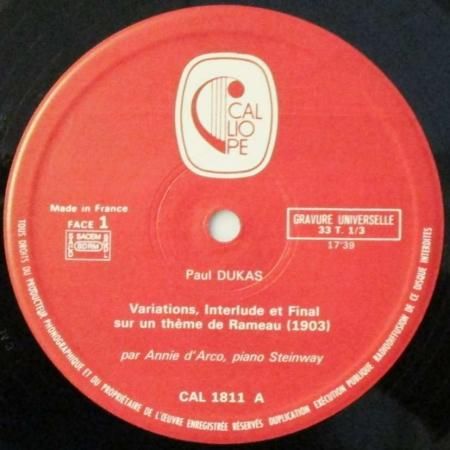 CAL
LIO
PE
Made in France
FACE 1
SACEM
SDRM
GRAVURE UNIVERSELLE
33 T. 1/3
17'39
Paul DUKAS
Variations, Interlude et Final
sur un thème de Rameau (1903)
par Annie d'Arco, piano Steinway
CAL 1811 A
TOUS DROITS DU PRODUCTEUR PHONOGRAPHIQUE ET DU PROPRIÉTAIRE DE L'ŒUVRE ENREGISTRÉE RÉSERVÉS DUPLICATION EXÉCUTION PUBLIQUE RADIODIFFUSION DE CE DISQUE INTERDITES